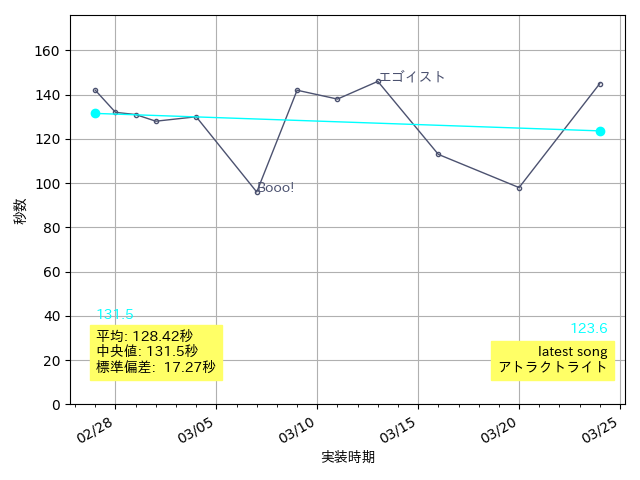 160
140
120
100
80
60
40
20
0
秒数
エゴイスト
Booo!
131.5
123.6
平均: 128.42秒
中央値: 131.5秒
標準偏差: 17.27秒
latest song
アトラクトライト
02/28
03/05
03/10
03/15
03/20
03/25
実装時期